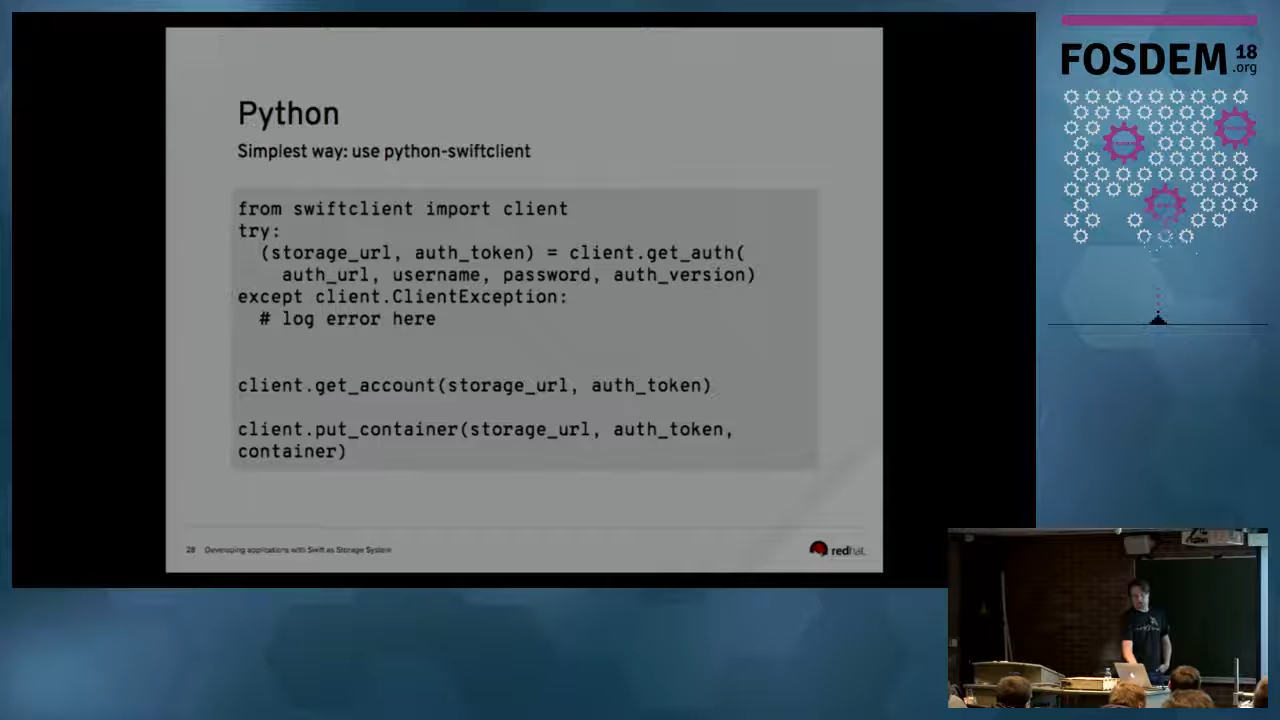 Python
Simplest way: use python-swiftclient
from swiftclient import client
try:
(storage_url, auth_token) = client.get_auth(
auth_url, username, password, auth_version)
except client.ClientException:
# log error here
client.get_account(storage_url, auth_token)
client.put_container(storage_url, auth_token,
container)
28 Developing applications with Swift as Storage System
redhat.
FOSDEM 18
.org